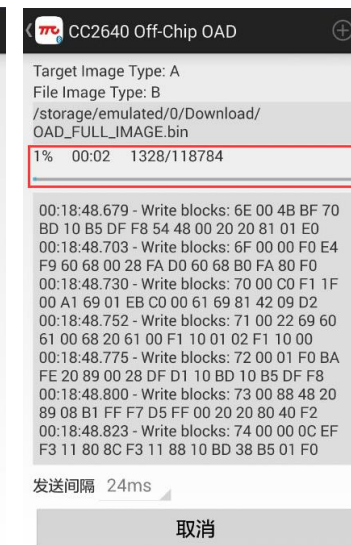 CC2640 Off-Chip OAD
Target Image Type: A
File Image Type: B
/storage/emulated/0/Download/
OAD_FULL_IMAGE.bin
1% 00:02 1328/118784
00:18:48.679 - Write blocks: 6E 00 4B BF 70
BD 10 B5 DF F8 54 48 00 20 20 81 01 E0
00:18:48.703 - Write blocks: 6F 00 00 F0 E4
F9 60 68 00 28 FA D0 60 68 B0 FA 80 F0
00:18:48.730 - Write blocks: 70 00 C0 F1 1F
00 A1 69 01 EB C0 00 61 69 81 42 09 D2
00:18:48.752 - Write blocks: 71 00 22 69 60
61 00 68 20 61 00 F1 10 01 02 F1 10 00
00:18:48.775 - Write blocks: 72 00 01 F0 BA
FE 20 89 00 28 DF D1 10 BD 10 B5 DF F8
00:18:48.800 - Write blocks: 73 00 88 48 20
89 08 B1 FF F7 D5 FF 00 20 20 80 40 F2
00:18:48.823 - Write blocks: 74 00 00 0C EF
F3 11 80 8C F3 11 88 10 BD 38 B5 01 F0
发送间隔 24ms
取消